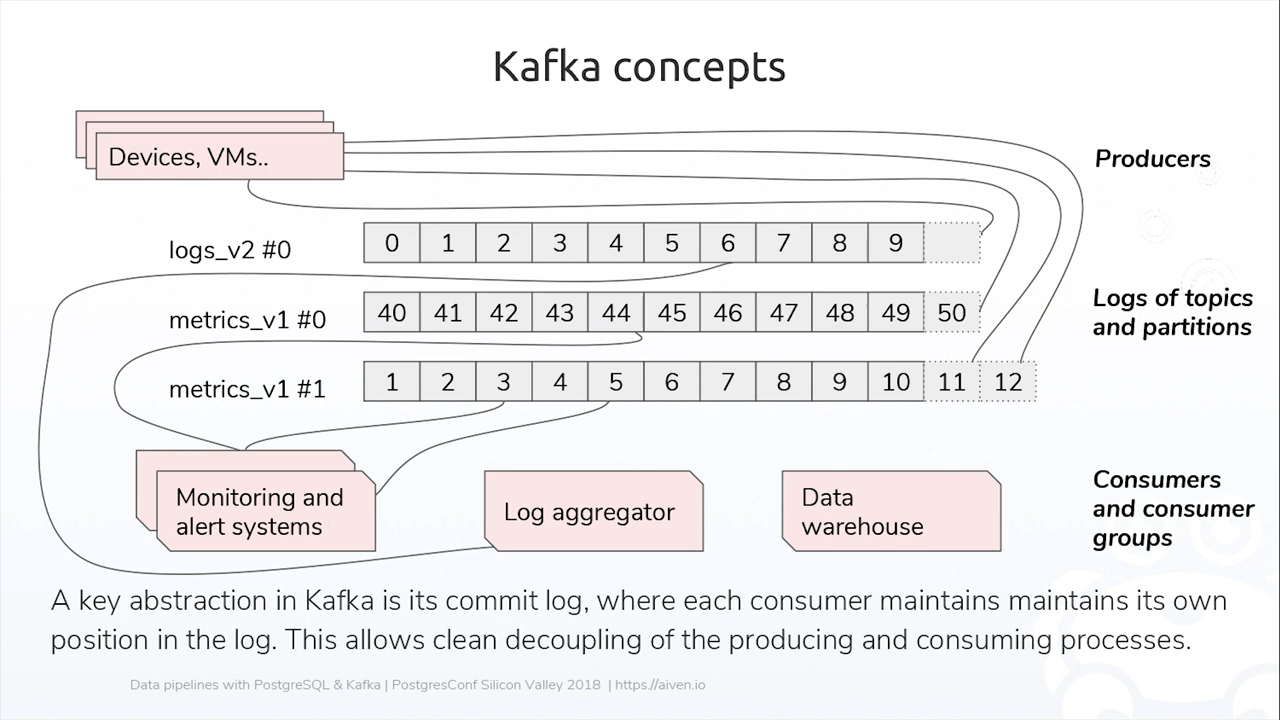 Kafka concepts
Devices, VMs..
Producers
logs_v2 #0
0 1 2 3 4 5 6 7 8 9
metrics_v1 #0
40 41 42 43 44 45 46 47 48 49 50
Logs of topics
and partitions
metrics_v1 #1
1 2 3 4 5 6 7 8 9 10 11 12
Monitoring and
alert systems
Log aggregator
Data
warehouse
Consumers
and consumer
groups
A key abstraction in Kafka is its commit log, where each consumer maintains maintains its own
position in the log. This allows clean decoupling of the producing and consuming processes.
Data pipelines with PostgreSQL & Kafka | PostgresConf Silicon Valley 2018 | https://aiven.io